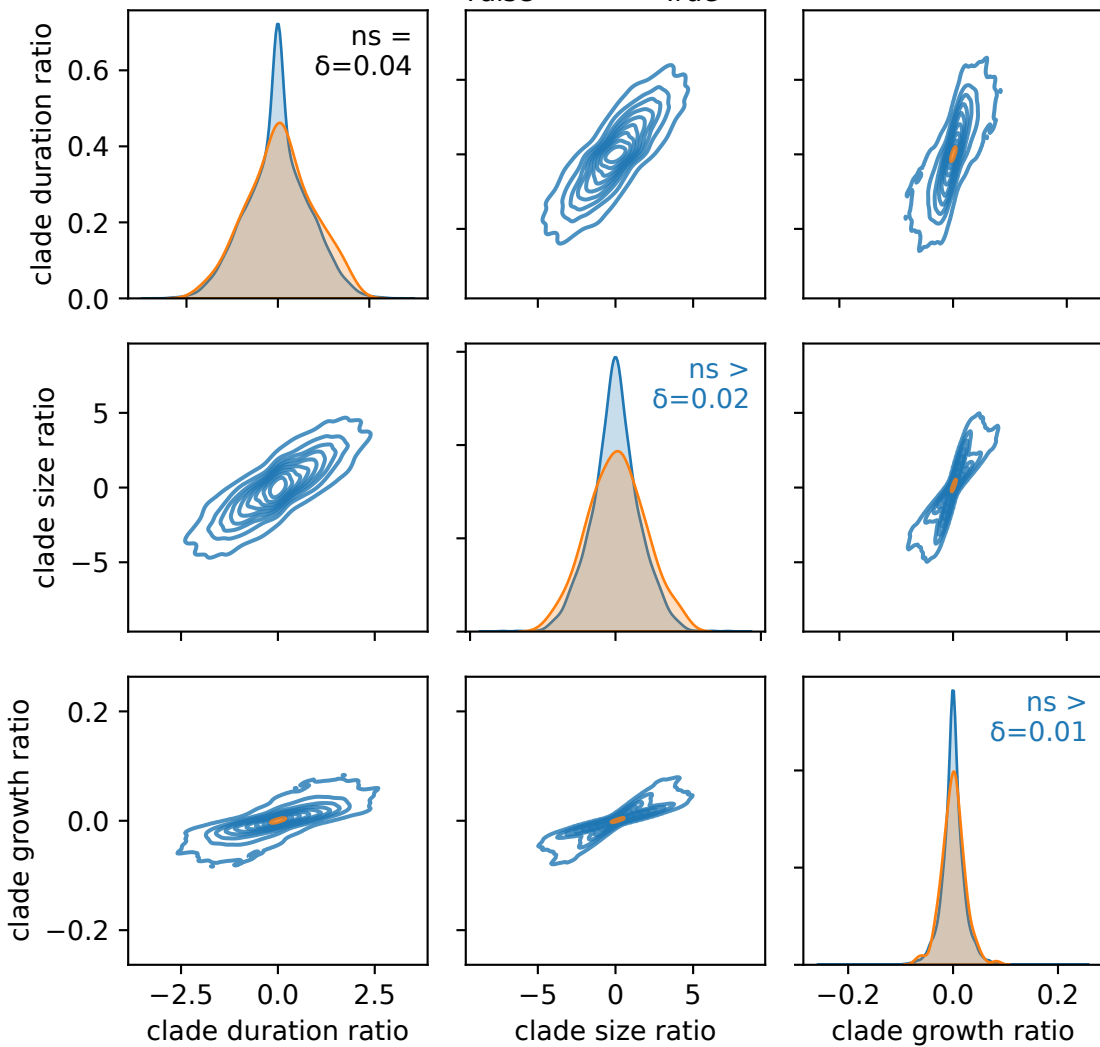 clade duration ratio
0.6
0.4
0.2
0.0
ns =
δ=0.04
clade size ratio
5
0
−5
ns >
δ=0.02
clade growth ratio
0.2
0.0
−0.2
ns >
δ=0.01
−2.5 0.0 2.5
−5 0 5
−0.2 0.0 0.2
clade duration ratio
clade size ratio
clade growth ratio